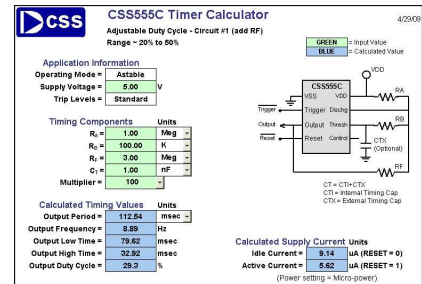 CSS
CSS555C Timer Calculator
4/29/09
Adjustable Duty Cycle - Circuit #1 (add RF)
Range ~ 20% to 50%
GREEN = Input Value
BLUE = Calculated Value
Application Information
Operating Mode = Astable
Supply Voltage = 5.00 V
Trip Levels = Standard
VDD
CSS555C
VSS VDD
RA
Trigger Trigger Dischg
RB
Output Output Thresh
Reset Reset Control
CTX
(Optional)
RF
CT = CTI+CTX
CTI = Internal Timing Cap
CTX = External Timing Cap
Timing Components Units
RA = 1.00 Meg
RB = 100.00 K
RF = 3.00 Meg
CT = 1.00 nF
Multiplier = 100
Calculated Timing Values Units
Output Period = 112.54 msec
Output Frequency = 8.89 Hz
Output Low Time = 79.62 msec
Output High Time = 32.92 msec
Output Duty Cycle = 29.3 %
Calculated Supply Current Units
Idle Current = 9.14 uA (RESET = 0)
Active Current = 5.62 uA (RESET = 1)
(Power setting = Micro-power)